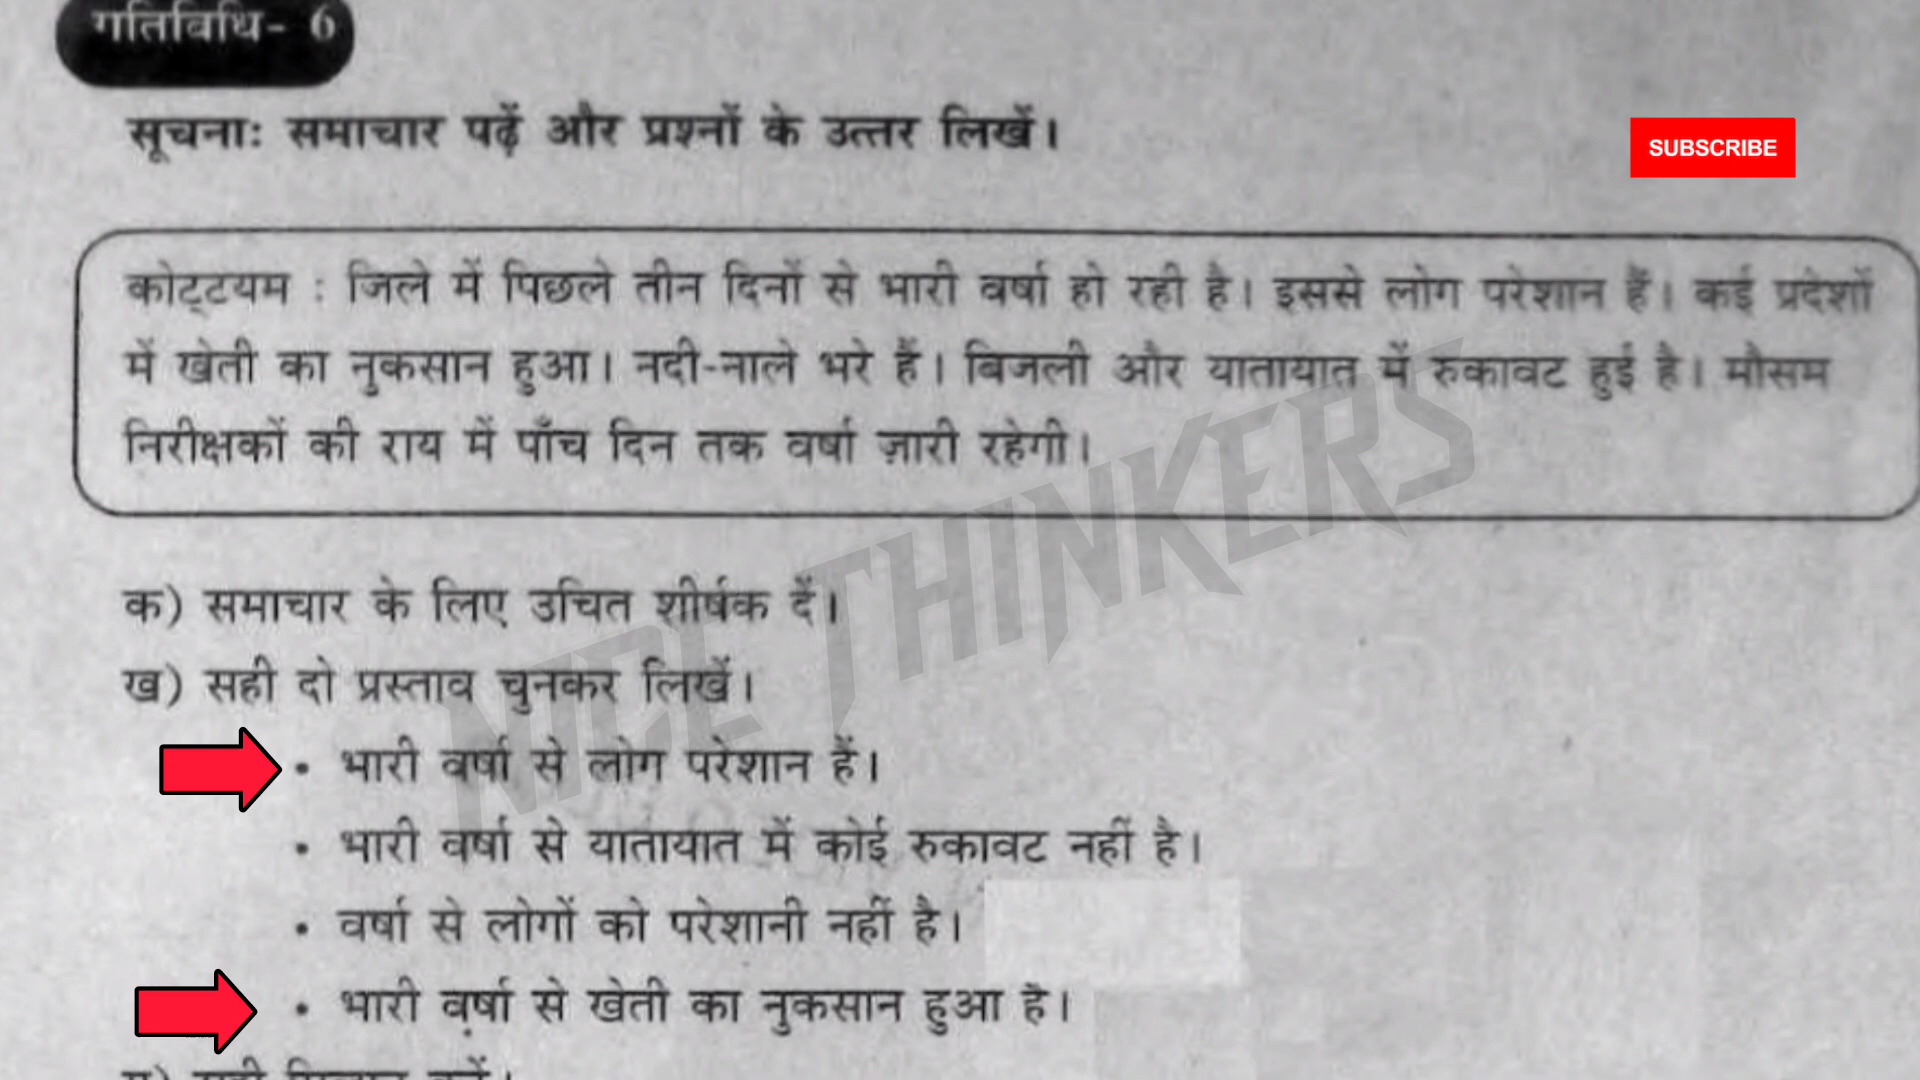 गतिविधि- 6
सूचनाः समाचार पढ़ें और प्रश्नों के उत्तर लिखें।
SUBSCRIBE
कोट्टयम : जिले में पिछले तीन दिनों से भारी वर्षा हो रही है। इससे लोग परेशान हैं। कई प्रदेशों
में खेती का नुकसान हुआ। नदी-नाले भरे हैं। बिजली और यातायात में रुकावट हुई है। मौसम
निरीक्षकों की राय में पाँच दिन तक वर्षा ज़ारी रहेगी।
क) समाचार के लिए उचित शीर्षक दें।
ख) सही दो प्रस्ताव चुनकर लिखें।
• भारी वर्षा से लोग परेशान हैं।
• भारी वर्षा से यातायात में कोई रुकावट नहीं है।
• वर्षा से लोगों को परेशानी नहीं है।
• भारी वर्षा से खेती का नुकसान हुआ है।
NICE THINKERS